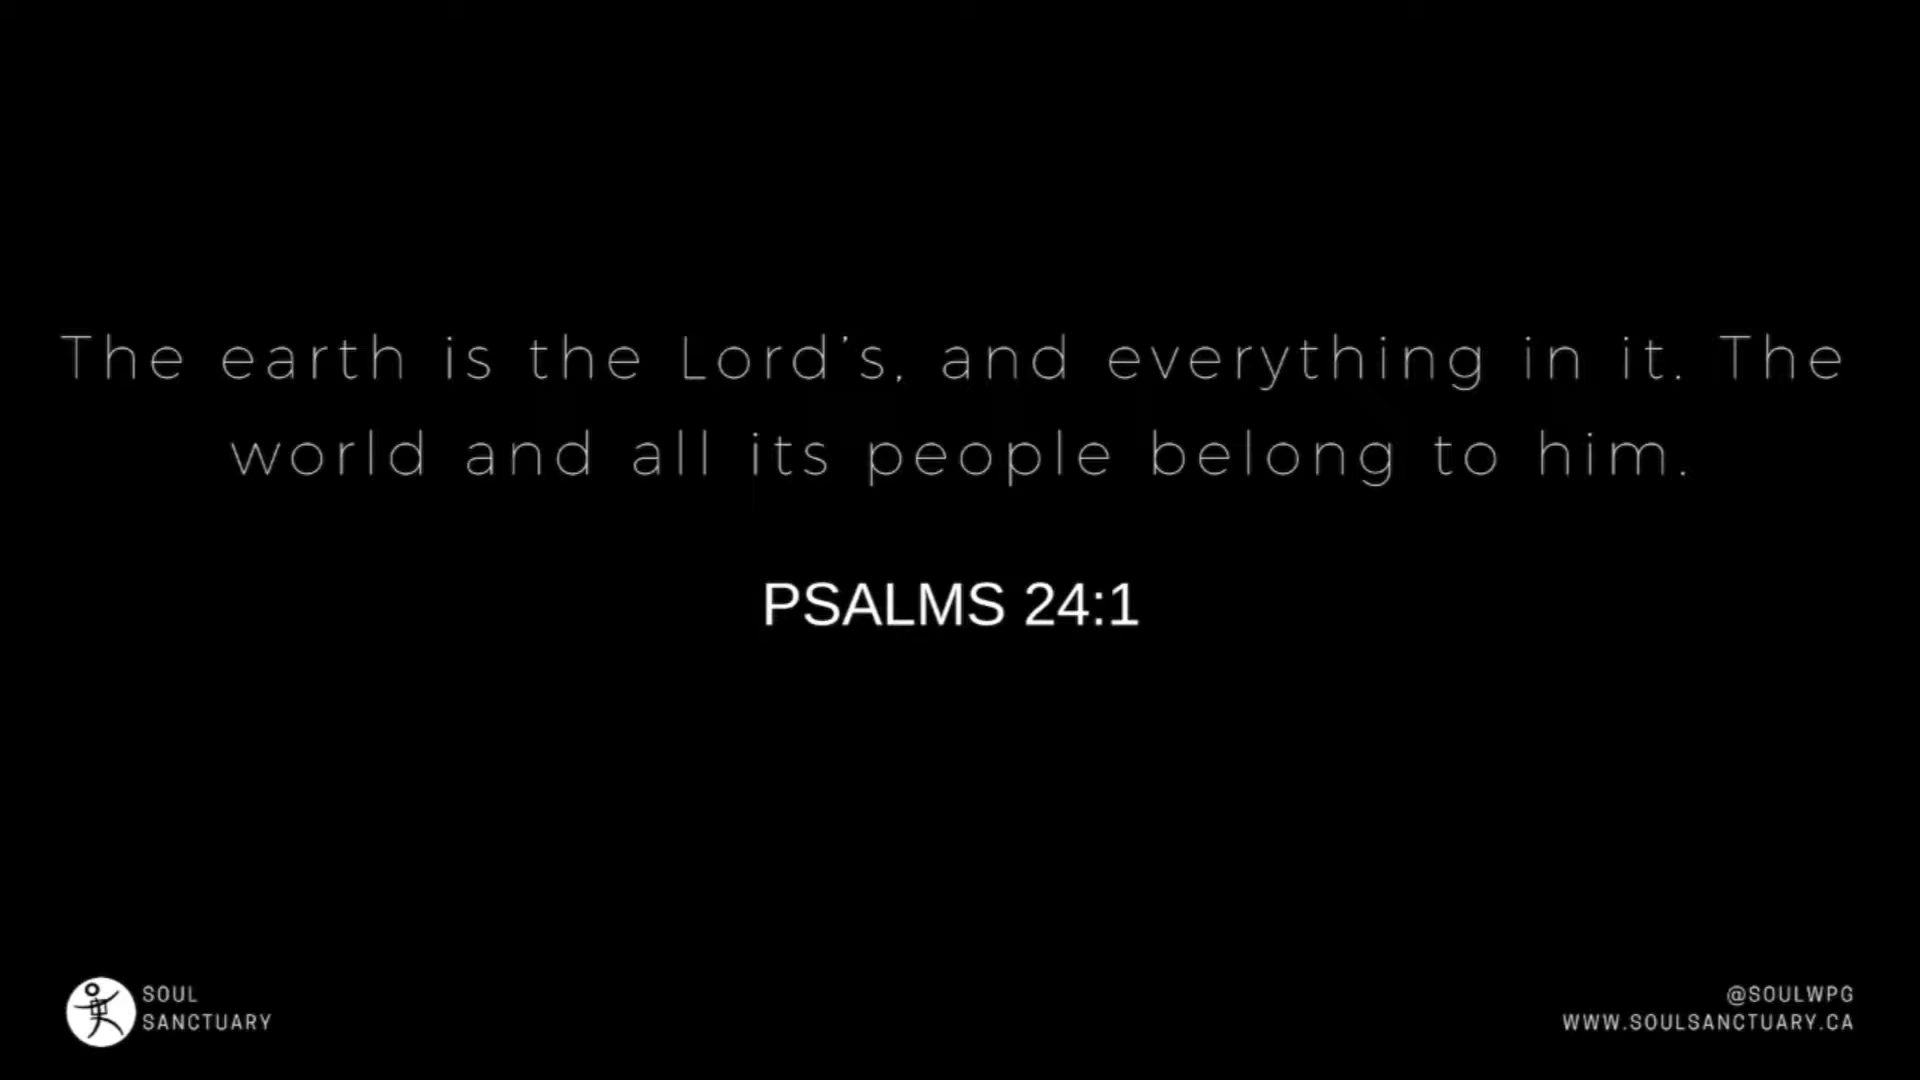 The earth is the Lord’s, and everything in it. The
world and all its people belong to him.
PSALMS 24:1
SOUL
SANCTUARY
@SOULWPG
WWW.SOULSANCTUARY.CA